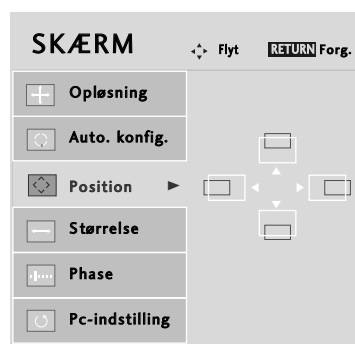 SKÆRM
Flyt RETURN Forg.
Opløsning
Auto. konfig.
Position
Størrelse
Phase
Pc-indstilling